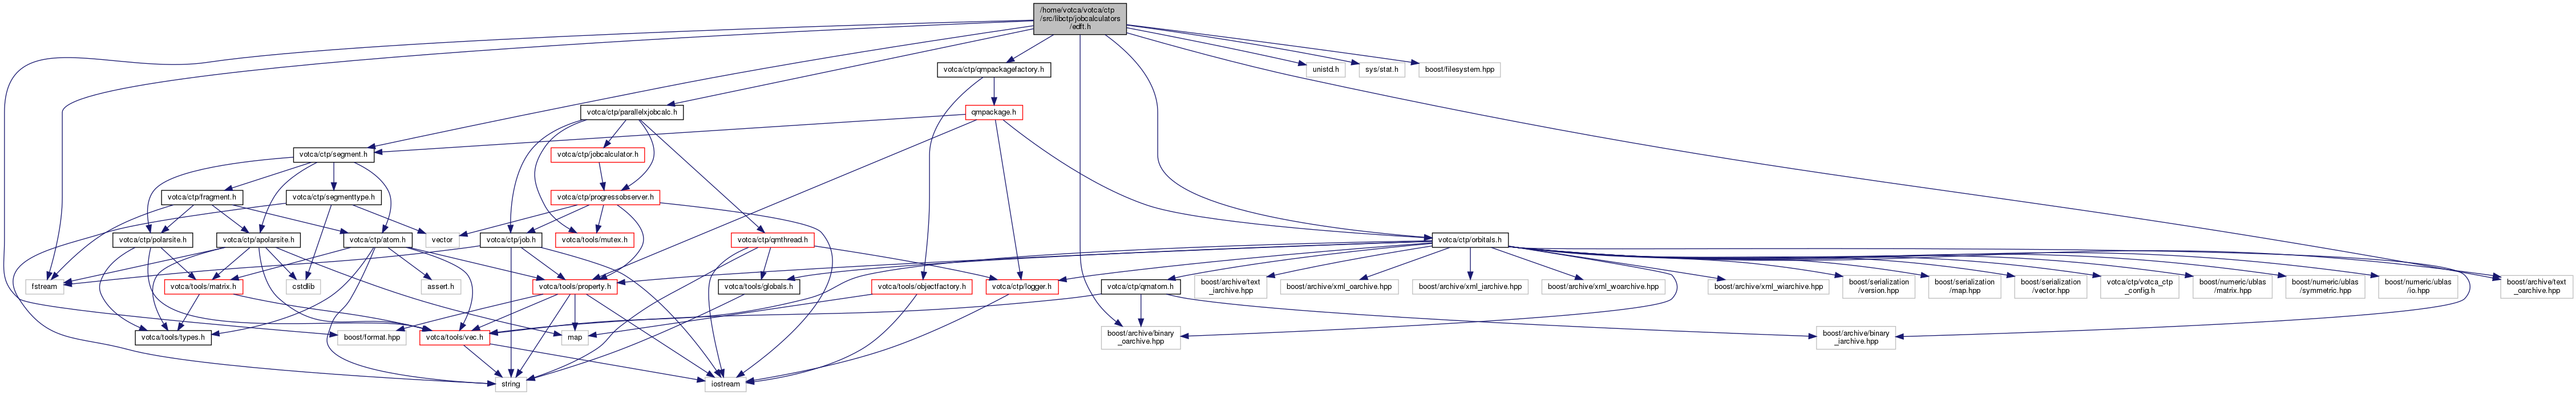 /home/votca/votca/ctp
/src/libctp/jobcalculators
/edft.h
votca/ctp/qmpackagefactory.h
unistd.h
sys/stat.h
boost/filesystem.hpp
votca/ctp/parallelxjobcalc.h
qmpackage.h
votca/ctp/segment.h
votca/ctp/jobcalculator.h
votca/ctp/fragment.h
votca/ctp/segmenttype.h
votca/ctp/progressobserver.h
votca/ctp/polarsite.h
votca/ctp/apolarsite.h
votca/ctp/atom.h
vector
votca/ctp/job.h
votca/tools/mutex.h
votca/ctp/qmthread.h
votca/ctp/orbitals.h
fstream
votca/tools/matrix.h
cstdlib
assert.h
votca/tools/property.h
votca/tools/globals.h
votca/tools/objectfactory.h
votca/ctp/logger.h
votca/ctp/qmatom.h
boost/archive/text
_iarchive.hpp
boost/archive/xml_oarchive.hpp
boost/archive/xml_iarchive.hpp
boost/archive/xml_woarchive.hpp
boost/archive/xml_wiarchive.hpp
boost/serialization
/version.hpp
boost/serialization
/map.hpp
boost/serialization
/vector.hpp
votca/ctp/votca_ctp
_config.h
boost/numeric/ublas
/matrix.hpp
boost/numeric/ublas
/symmetric.hpp
boost/numeric/ublas
/io.hpp
boost/archive/text
_oarchive.hpp
votca/tools/types.h
boost/format.hpp
votca/tools/vec.h
map
boost/archive/binary
_oarchive.hpp
boost/archive/binary
_iarchive.hpp
string
iostream